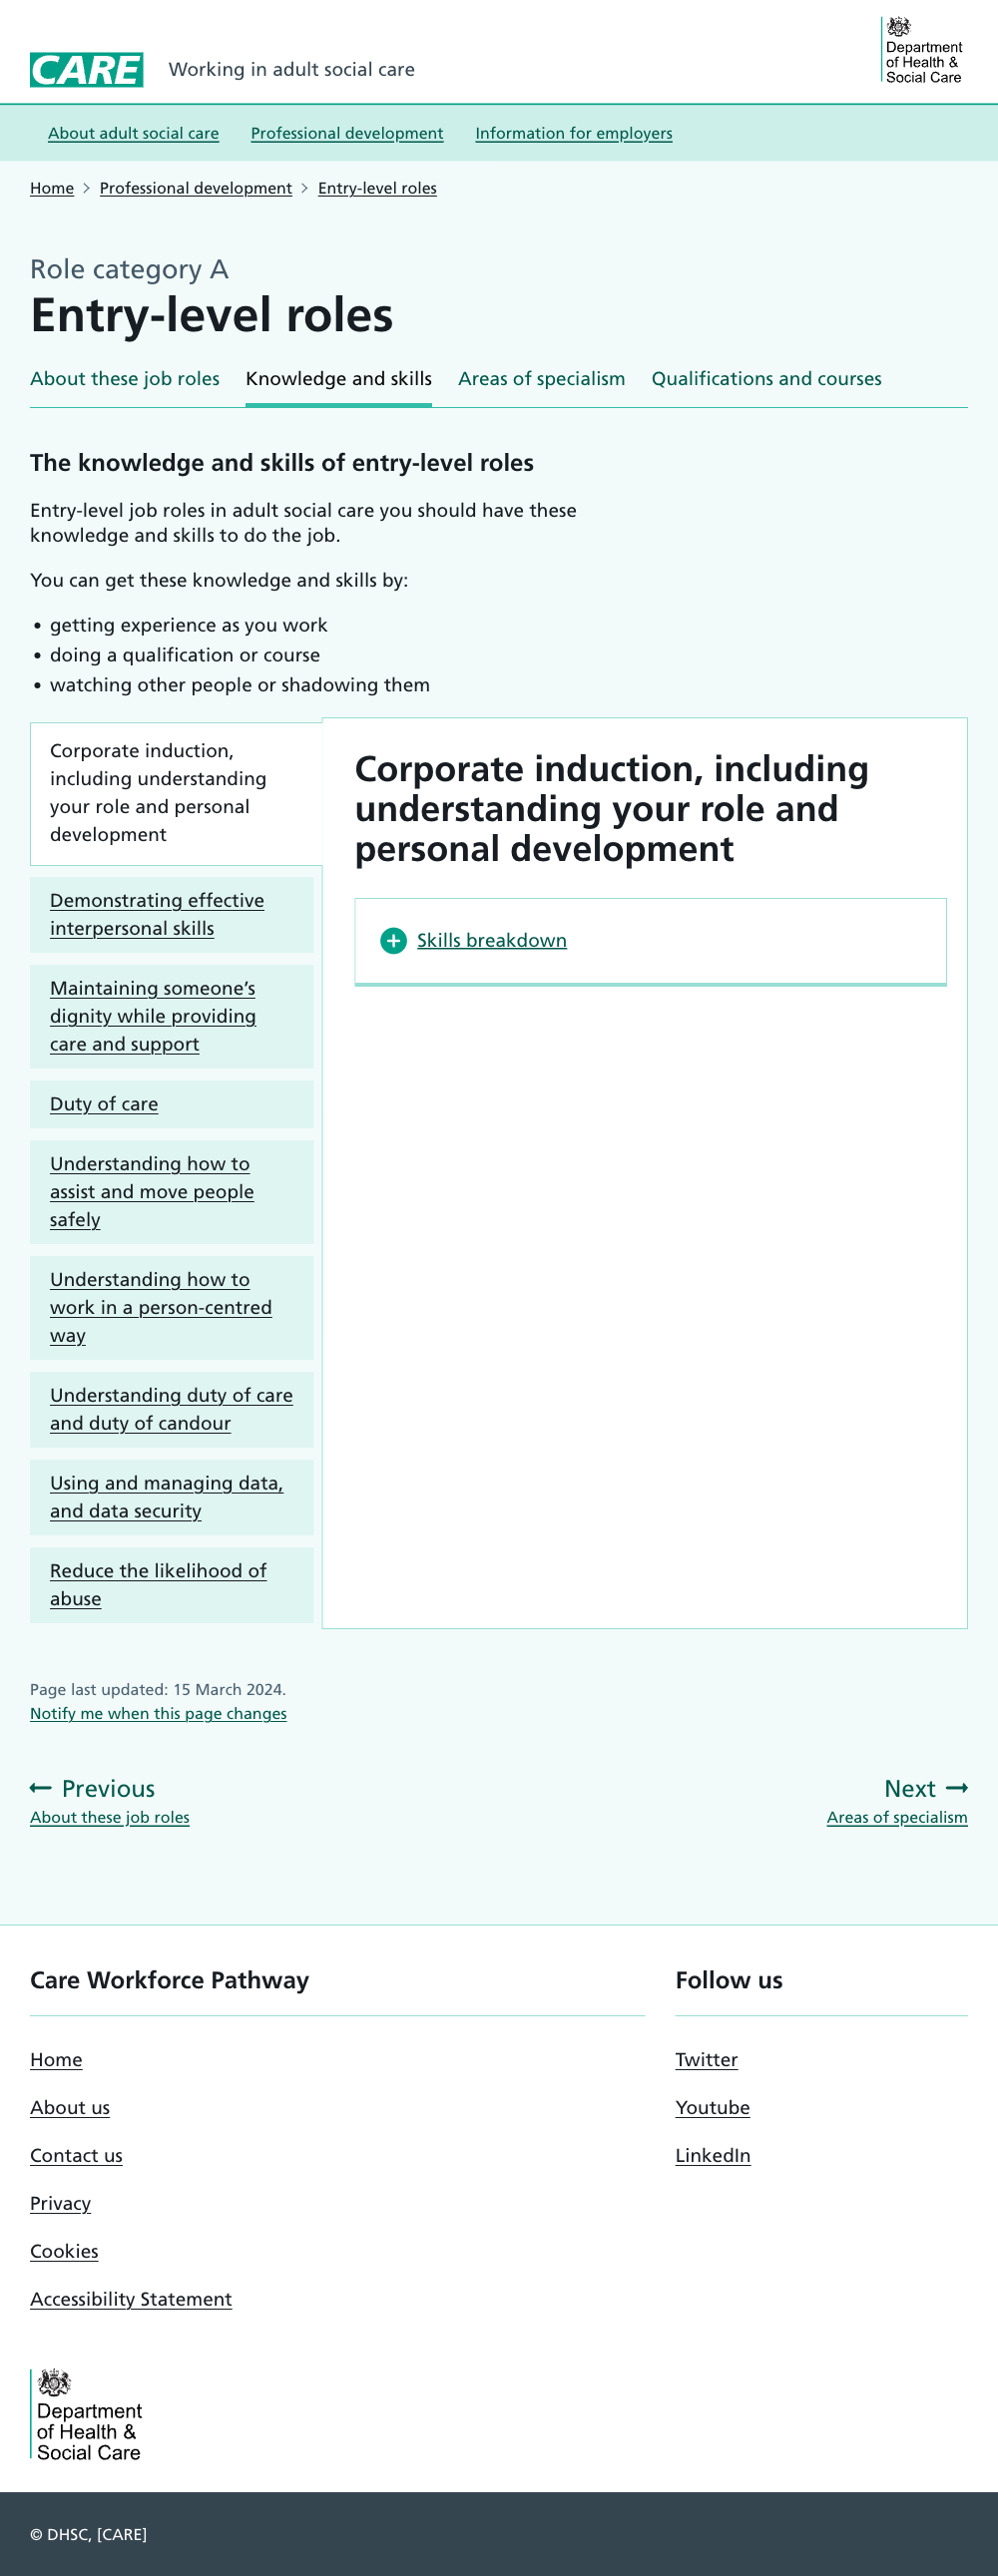 CARE
Working in adult social care
Department
of Health &
Social Care
About adult social care
Professional development
Information for employers
Home
Professional development
Entry-level roles
Role category A
Entry-level roles
About these job roles
Knowledge and skills
Areas of specialism
Qualifications and courses
The knowledge and skills of entry-level roles
Entry-level job roles in adult social care you should have these
knowledge and skills to do the job.
You can get these knowledge and skills by:
• getting experience as you work
• doing a qualification or course
• watching other people or shadowing them
Corporate induction,
including understanding
your role and personal
development
Demonstrating effective
interpersonal skills
Maintaining someone’s
dignity while providing
care and support
Duty of care
Understanding how to
assist and move people
safely
Understanding how to
work in a person-centred
way
Understanding duty of care
and duty of candour
Using and managing data,
and data security
Reduce the likelihood of
abuse
Corporate induction, including
understanding your role and
personal development
Skills breakdown
Page last updated: 15 March 2024.
Notify me when this page changes
Previous
About these job roles
Next
Areas of specialism
Care Workforce Pathway
Home
About us
Contact us
Privacy
Cookies
Accessibility Statement
Follow us
Twitter
Youtube
LinkedIn
Department
of Health &
Social Care
© DHSC, [CARE]